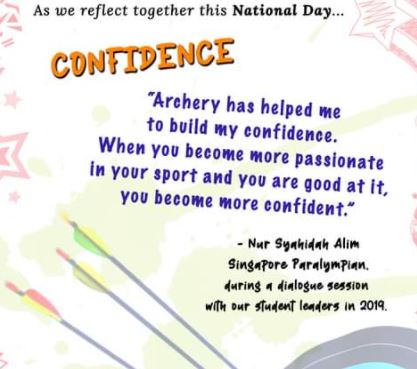 As we reflect together this National Day...
CONFIDENCE
"Archery has helped me
to build my confidence.
When you become more passionate
in your sport and you are good at it,
you become more confident."
- Nur Syahidah Alim
Singapore Paralympian,
during a dialogue session
with our student leaders in 2019.